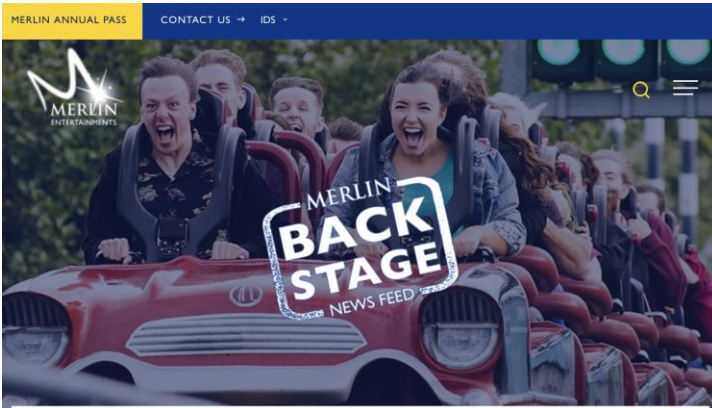 MERLIN ANNUAL PASS
CONTACT US →
IDS
MERLIN
ENTERTAINMENTS
MERLIN
BACK
STAGE
NEWS FEED